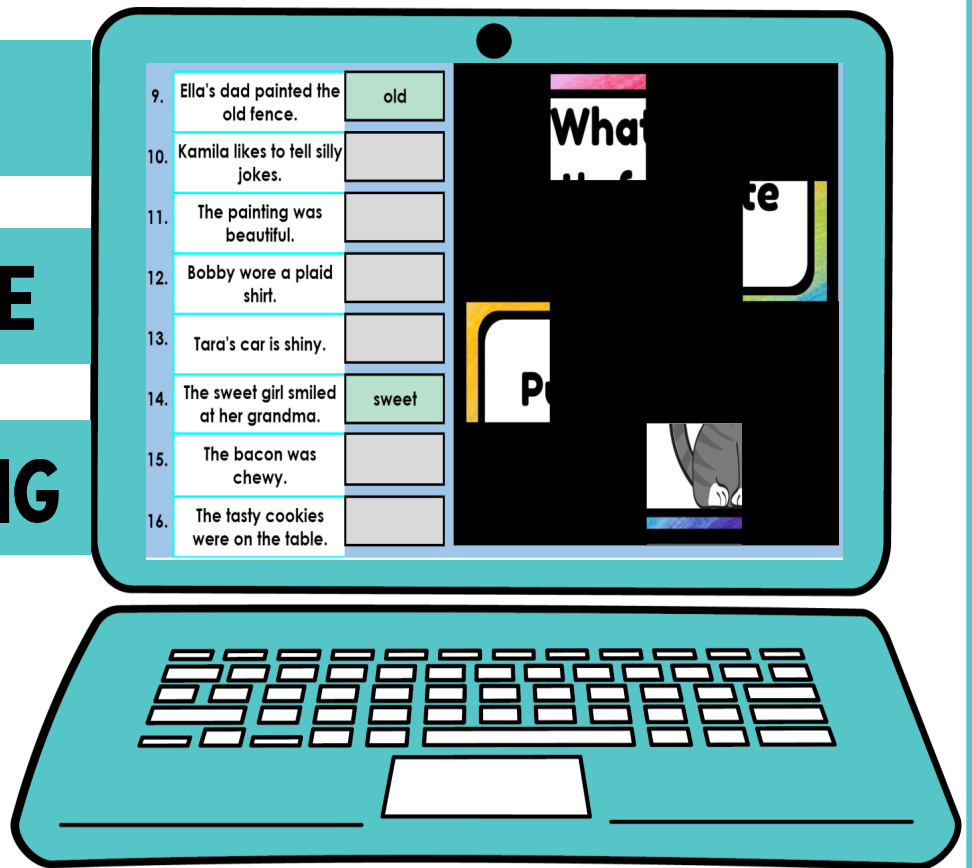 9.
Ella's dad painted the
old fence.
old
10.
Kamila likes to tell silly
jokes.
11.
The painting was
beautiful.
12.
Bobby wore a plaid
shirt.
13.
Tara's car is shiny.
14.
The sweet girl smiled
at her grandma.
sweet
15.
The bacon was
chewy.
16.
The tasty cookies
were on the table.
What